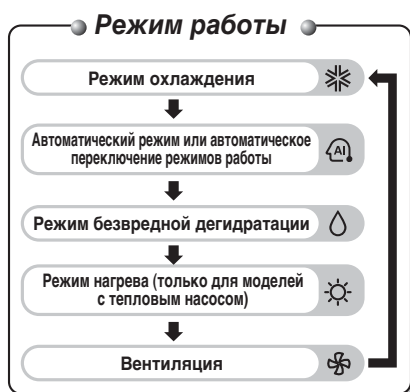 Режим работы
Режим охлаждения
Автоматический режим или автоматическое
переключение режимов работы
AI
Режим безвредной дегидратации
Режим нагрева (только для моделей
с тепловым насосом)
Вентиляция